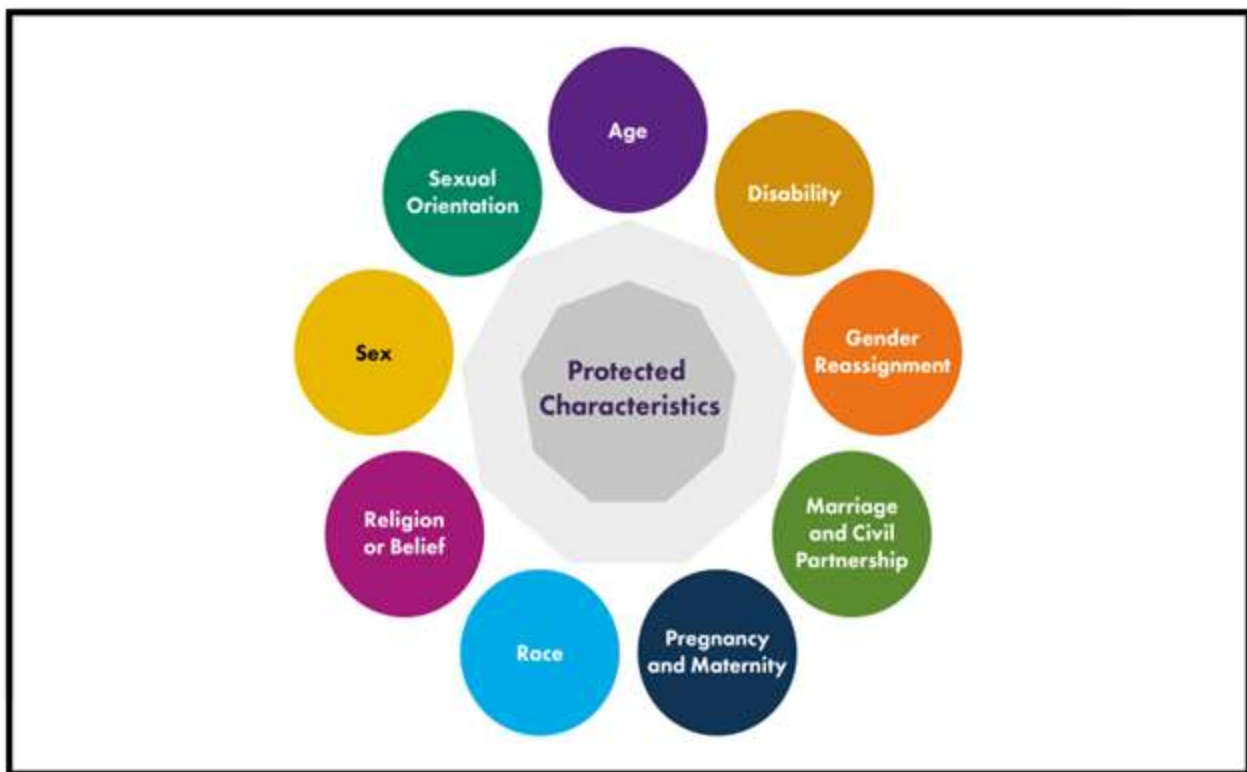 Age
Disability
Gender
Reassignment
Marriage
and Civil
Partnership
Pregnancy
and Maternity
Race
Religion
or Belief
Sex
Sexual
Orientation
Protected
Characteristics